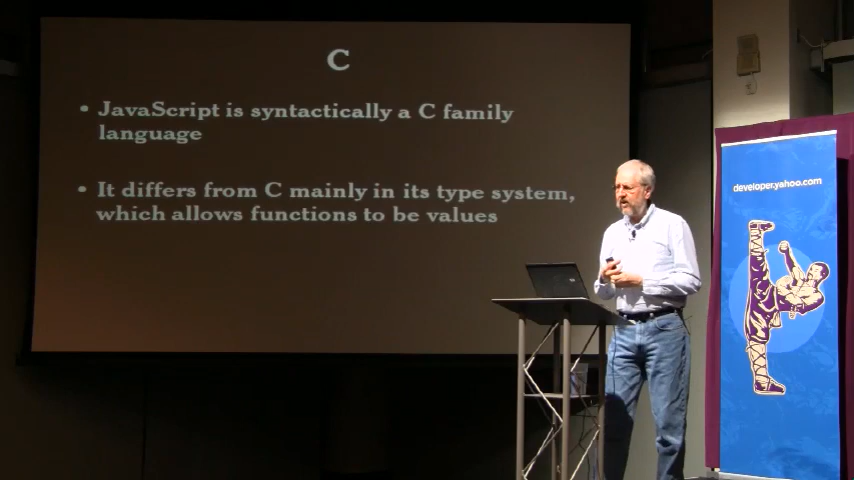 C
• JavaScript is syntactically a C family
language
• It differs from C mainly in its type system,
which allows functions to be values
developer.yahoo.com